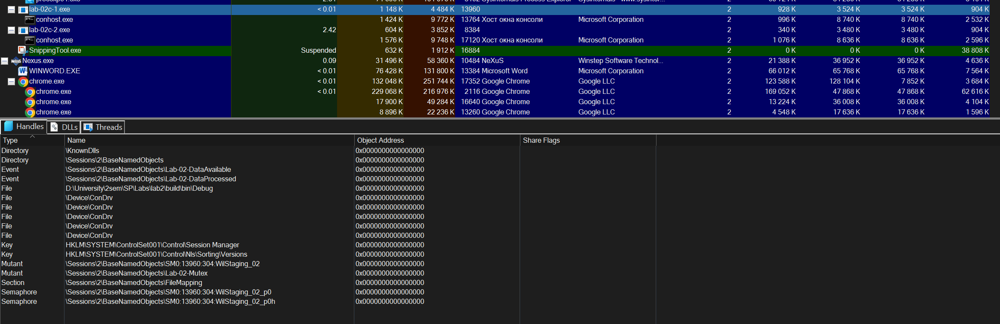 lab-02c-1.exe < 0.01 1 148 K 4 484 K 13960 2 928 K 3 524 K 3 524 K 904 K
conhost.exe 1 424 K 9 772 K 13764 Хост окна консоли Microsoft Corporation 2 996 K 8 740 K 8 740 K 2 532 K
lab-02c-2.exe 2.42 604 K 3 852 K 8384 2 340 K 3 480 K 3 480 K 904 K
conhost.exe 1 576 K 9 748 K 17120 Хост окна консоли Microsoft Corporation 2 1 076 K 8 636 K 8 636 K 2 596 K
SnippingTool.exe Suspended 632 K 1 912 K 16884 2 0 K 0 K 0 K 38 808 K
Nexus.exe 0.09 31 496 K 58 360 K 10484 NeXuS Winstep Software Technol... 2 21 388 K 36 952 K 36 952 K 4 636 K
WINWORD.EXE < 0.01 76 428 K 131 800 K 13384 Microsoft Word Microsoft Corporation 2 66 012 K 65 768 K 65 768 K 7 564 K
chrome.exe < 0.01 132 048 K 251 744 K 17352 Google Chrome Google LLC 2 123 588 K 128 104 K 7 852 K 3 684 K
chrome.exe < 0.01 229 068 K 216 976 K 2116 Google Chrome Google LLC 2 169 052 K 47 868 K 47 868 K 62 616 K
chrome.exe 17 900 K 49 284 K 16640 Google Chrome Google LLC 2 13 224 K 36 008 K 36 008 K 4 104 K
chrome.exe 8 896 K 22 236 K 13260 Google Chrome Google LLC 2 4 548 K 17 636 K 17 636 K 1 596 K
Handles DLLs Threads
Type Name Object Address Share Flags
Directory \KnownDlls 0x0000000000000000
Directory \Sessions\2\BaseNamedObjects 0x0000000000000000
Event \Sessions\2\BaseNamedObjects\Lab-02-DataAvailable 0x0000000000000000
Event \Sessions\2\BaseNamedObjects\Lab-02-DataProcessed 0x0000000000000000
File D:\University\2sem\SP\Labs\lab2\build\bin\Debug 0x0000000000000000
File \Device\ConDrv 0x0000000000000000
File \Device\ConDrv 0x0000000000000000
File \Device\ConDrv 0x0000000000000000
File \Device\ConDrv 0x0000000000000000
File \Device\ConDrv 0x0000000000000000
Key HKLM\SYSTEM\ControlSet001\Control\Session Manager 0x0000000000000000
Key HKLM\SYSTEM\ControlSet001\Control\Nls\Sorting\Versions 0x0000000000000000
Mutant \Sessions\2\BaseNamedObjects\SM0:13960:304:WilStaging_02 0x0000000000000000
Mutant \Sessions\2\BaseNamedObjects\Lab-02-Mutex 0x0000000000000000
Section \Sessions\2\BaseNamedObjects\FileMapping 0x0000000000000000
Semaphore \Sessions\2\BaseNamedObjects\SM0:13960:304:WilStaging_02_p0 0x0000000000000000
Semaphore \Sessions\2\BaseNamedObjects\SM0:13960:304:WilStaging_02_p0h 0x0000000000000000